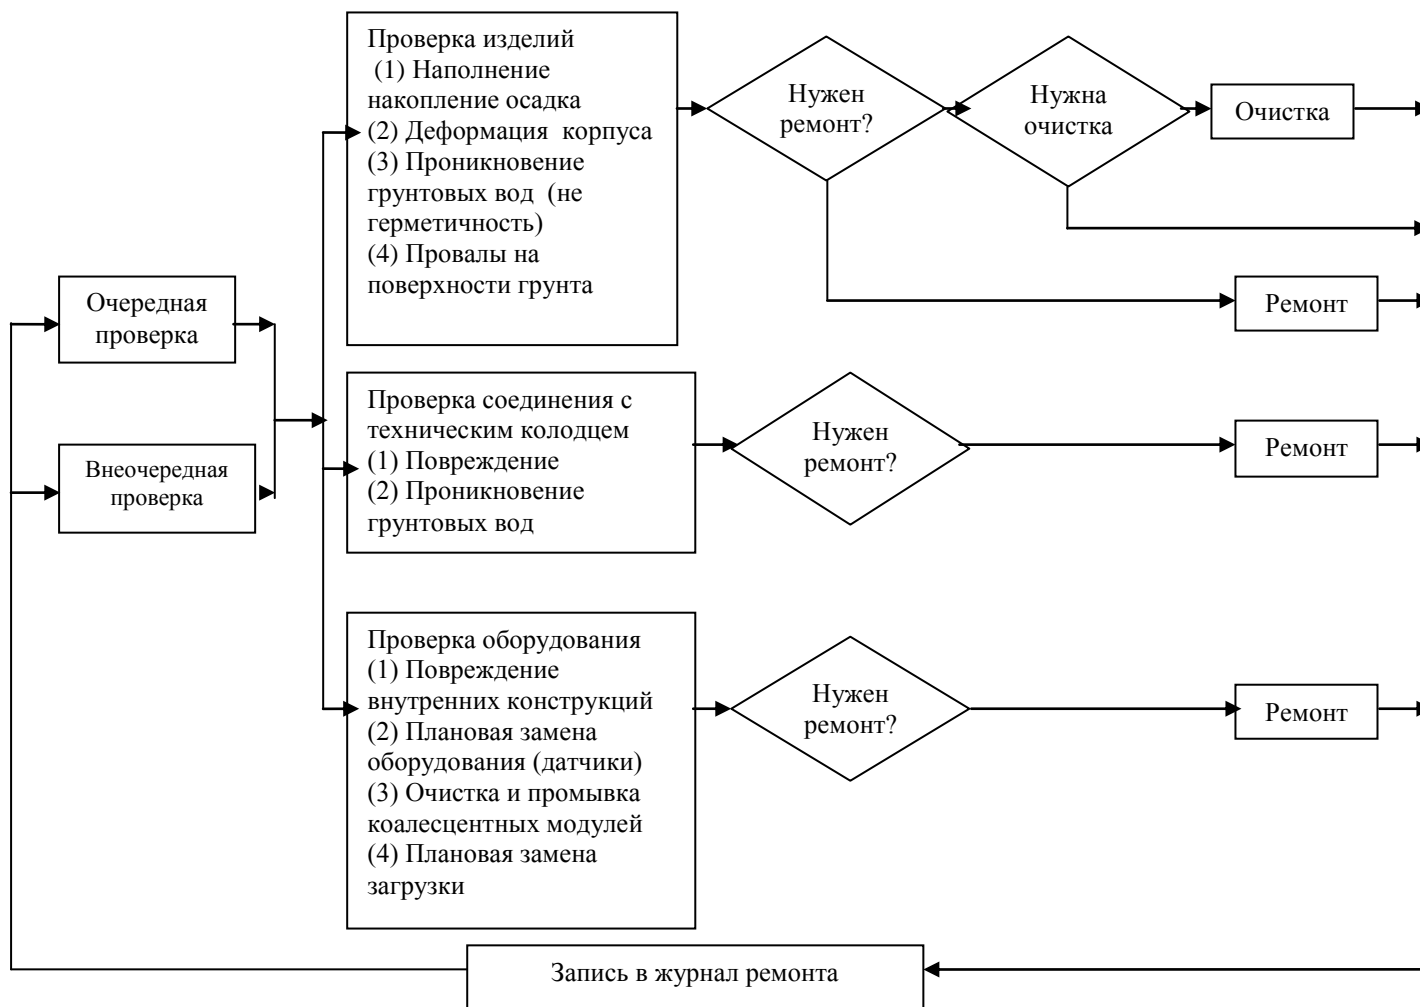 Проверка изделий
(1) Наполнение
накопление осадка
(2) Деформация корпуса
(3) Проникновение
грунтовых вод (не
герметичность)
(4) Провалы на
поверхности грунта
Нужен
ремонт?
Нужна
очистка
Очистка
Ремонт
Очередная
проверка
Внеочередная
проверка
Проверка соединения с
техническим колодцем
(1) Повреждение
(2) Проникновение
грунтовых вод
Нужен
ремонт?
Ремонт
Проверка оборудования
(1) Повреждение
внутренних конструкций
(2) Плановая замена
оборудования (датчики)
(3) Очистка и промывка
коалесцентных модулей
(4) Плановая замена
загрузки
Нужен
ремонт?
Ремонт
Запись в журнал ремонта